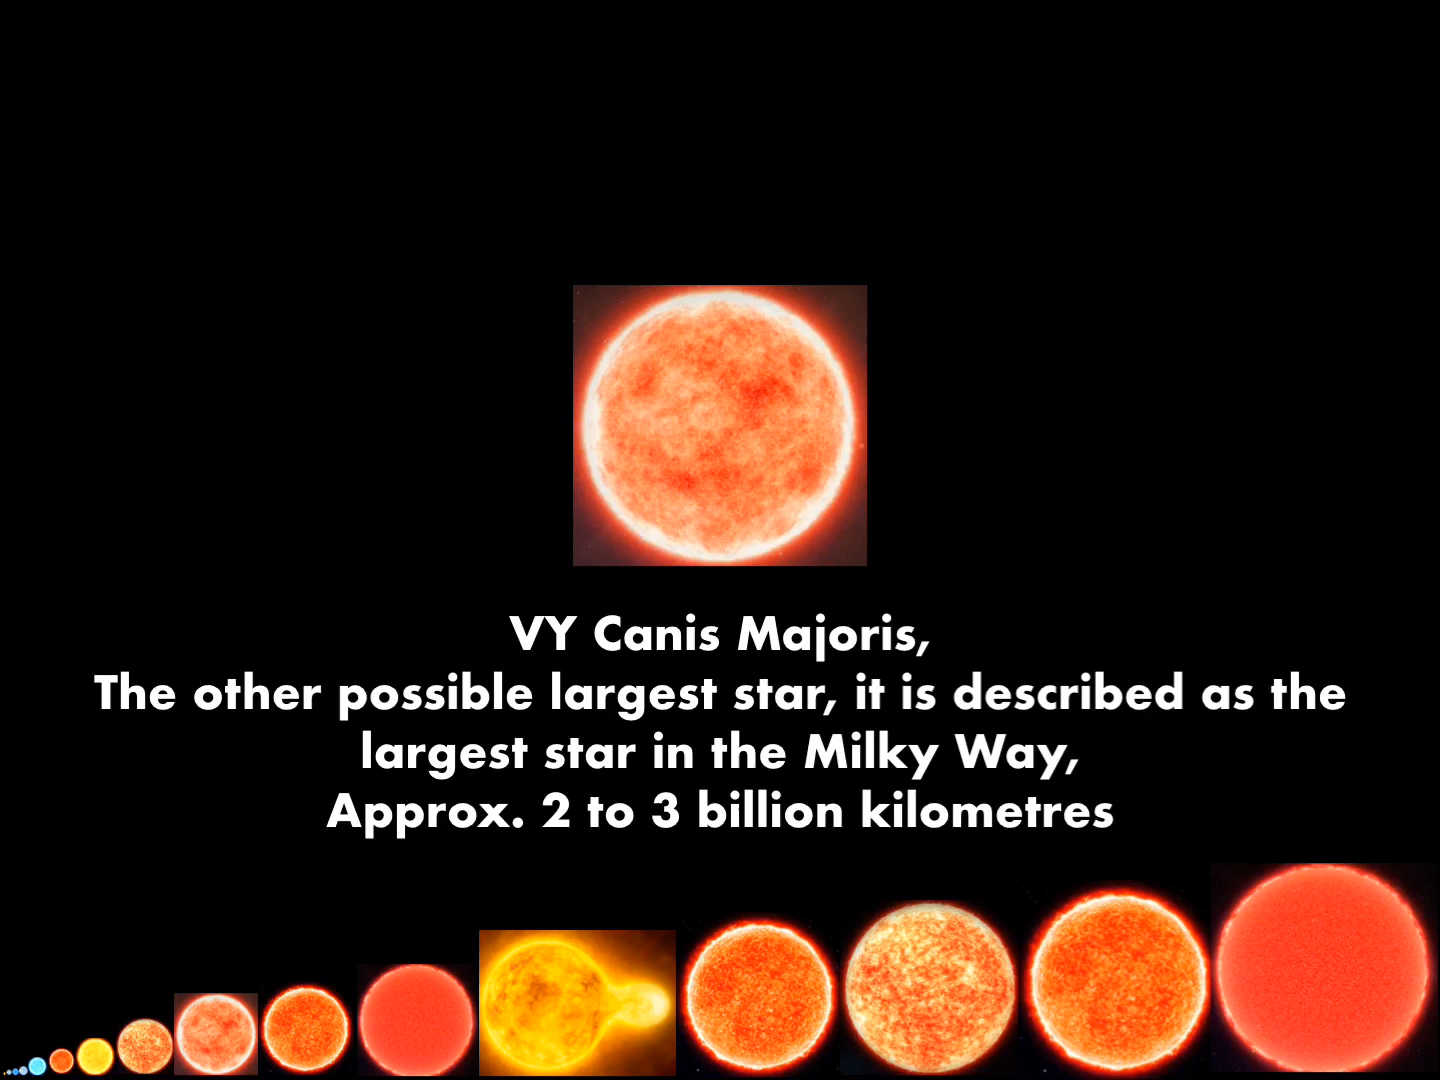 VY Canis Majoris,
The other possible largest star, it is described as the
largest star in the Milky Way,
Approx. 2 to 3 billion kilometres